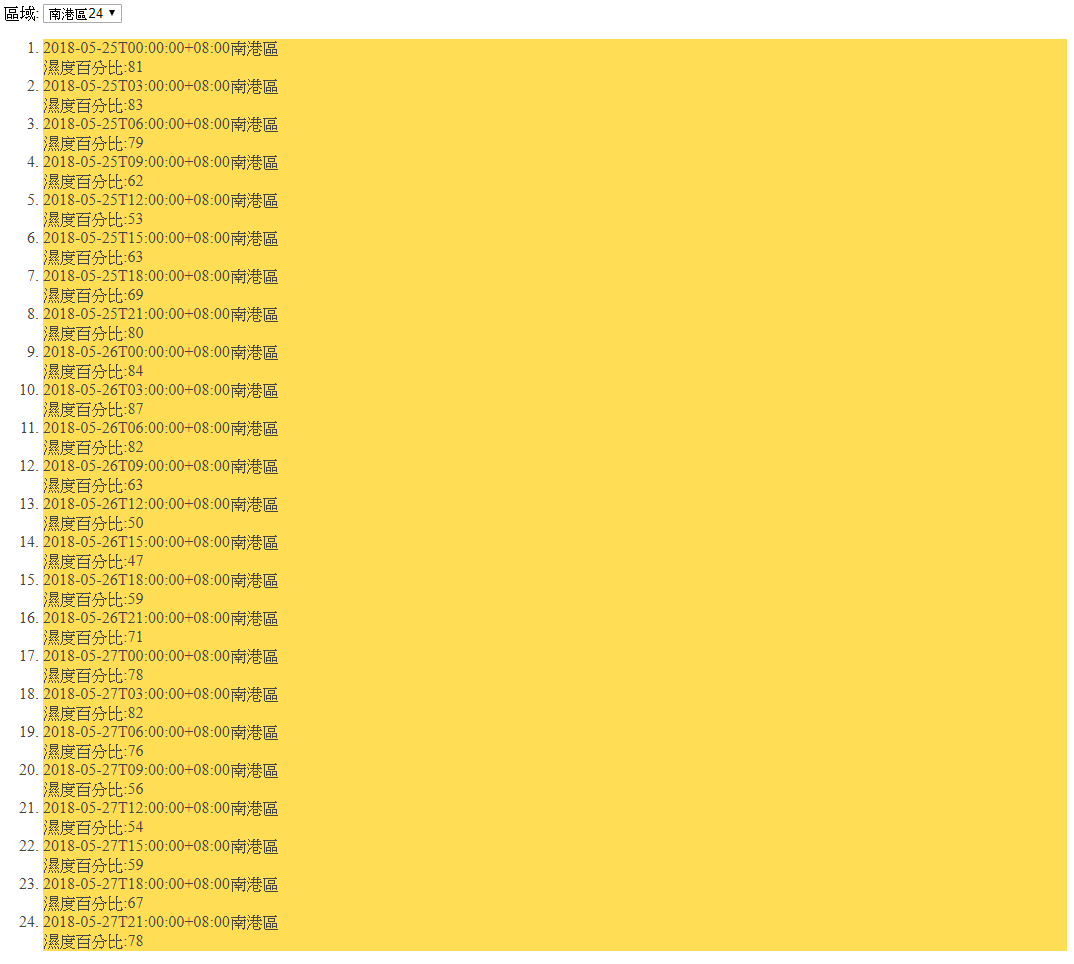 區域: 南港區24
1. 2018-05-25T00:00:00+08:00南港區
濕度百分比:81
2. 2018-05-25T03:00:00+08:00南港區
濕度百分比:83
3. 2018-05-25T06:00:00+08:00南港區
濕度百分比:79
4. 2018-05-25T09:00:00+08:00南港區
濕度百分比:62
5. 2018-05-25T12:00:00+08:00南港區
濕度百分比:53
6. 2018-05-25T15:00:00+08:00南港區
濕度百分比:63
7. 2018-05-25T18:00:00+08:00南港區
濕度百分比:69
8. 2018-05-25T21:00:00+08:00南港區
濕度百分比:80
9. 2018-05-26T00:00:00+08:00南港區
濕度百分比:84
10. 2018-05-26T03:00:00+08:00南港區
濕度百分比:87
11. 2018-05-26T06:00:00+08:00南港區
濕度百分比:82
12. 2018-05-26T09:00:00+08:00南港區
濕度百分比:63
13. 2018-05-26T12:00:00+08:00南港區
濕度百分比:50
14. 2018-05-26T15:00:00+08:00南港區
濕度百分比:47
15. 2018-05-26T18:00:00+08:00南港區
濕度百分比:59
16. 2018-05-26T21:00:00+08:00南港區
濕度百分比:71
17. 2018-05-27T00:00:00+08:00南港區
濕度百分比:78
18. 2018-05-27T03:00:00+08:00南港區
濕度百分比:82
19. 2018-05-27T06:00:00+08:00南港區
濕度百分比:76
20. 2018-05-27T09:00:00+08:00南港區
濕度百分比:56
21. 2018-05-27T12:00:00+08:00南港區
濕度百分比:54
22. 2018-05-27T15:00:00+08:00南港區
濕度百分比:59
23. 2018-05-27T18:00:00+08:00南港區
濕度百分比:67
24. 2018-05-27T21:00:00+08:00南港區
濕度百分比:78